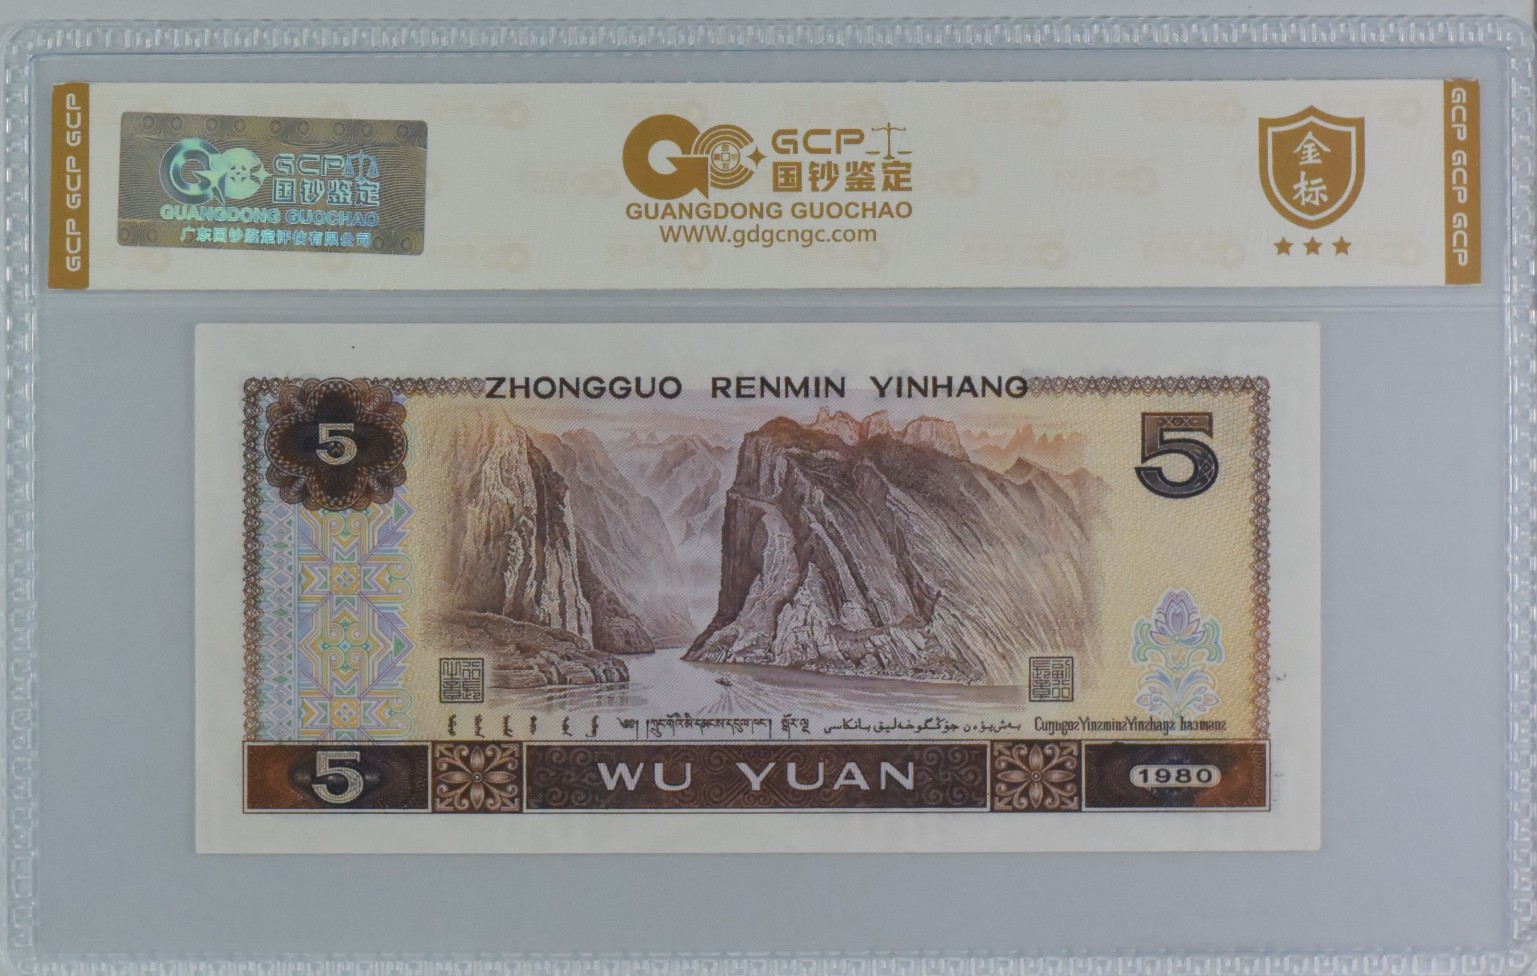 GCP GCP GCP
GCP
国钞鉴定
GUANGDONG GUOCHAO
广东国钞鉴定评估有限公司
GCP
国钞鉴定
GUANGDONG GUOCHAO
WWW.gdgcngc.com
金
标
GCP GCP GCP
ZHONGGUO RENMIN YINHANG
5
5
5 WU YUAN 1980